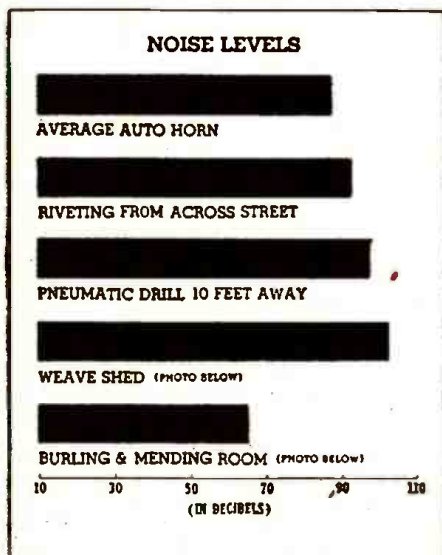 NOISE LEVELS
AVERAGE AUTO HORN
RIVETING FROM ACROSS STREET
PNEUMATIC DRILL 10 FEET AWAY
WEAVE SHED (PHOTO BELOW)
BURLING & MENDING ROOM (PHOTO BELOW)
10 30 50 70 90 110
(IN DECIBELS)